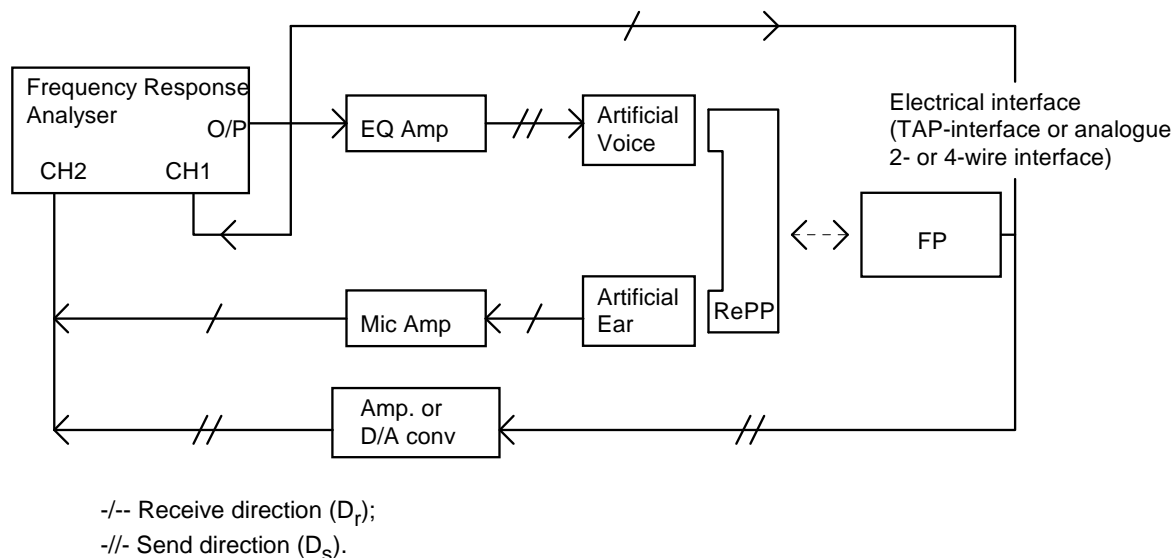 Frequency Response
Analyser
O/P
CH2
CH1
EQ Amp
Artificial
Voice
Electrical interface
(TAP-interface or analogue
2- or 4-wire interface)
FP
Mic Amp
Artificial
Ear
RePP
Amp. or
D/A conv
-/-- Receive direction (Dr);
-//- Send direction (Ds).